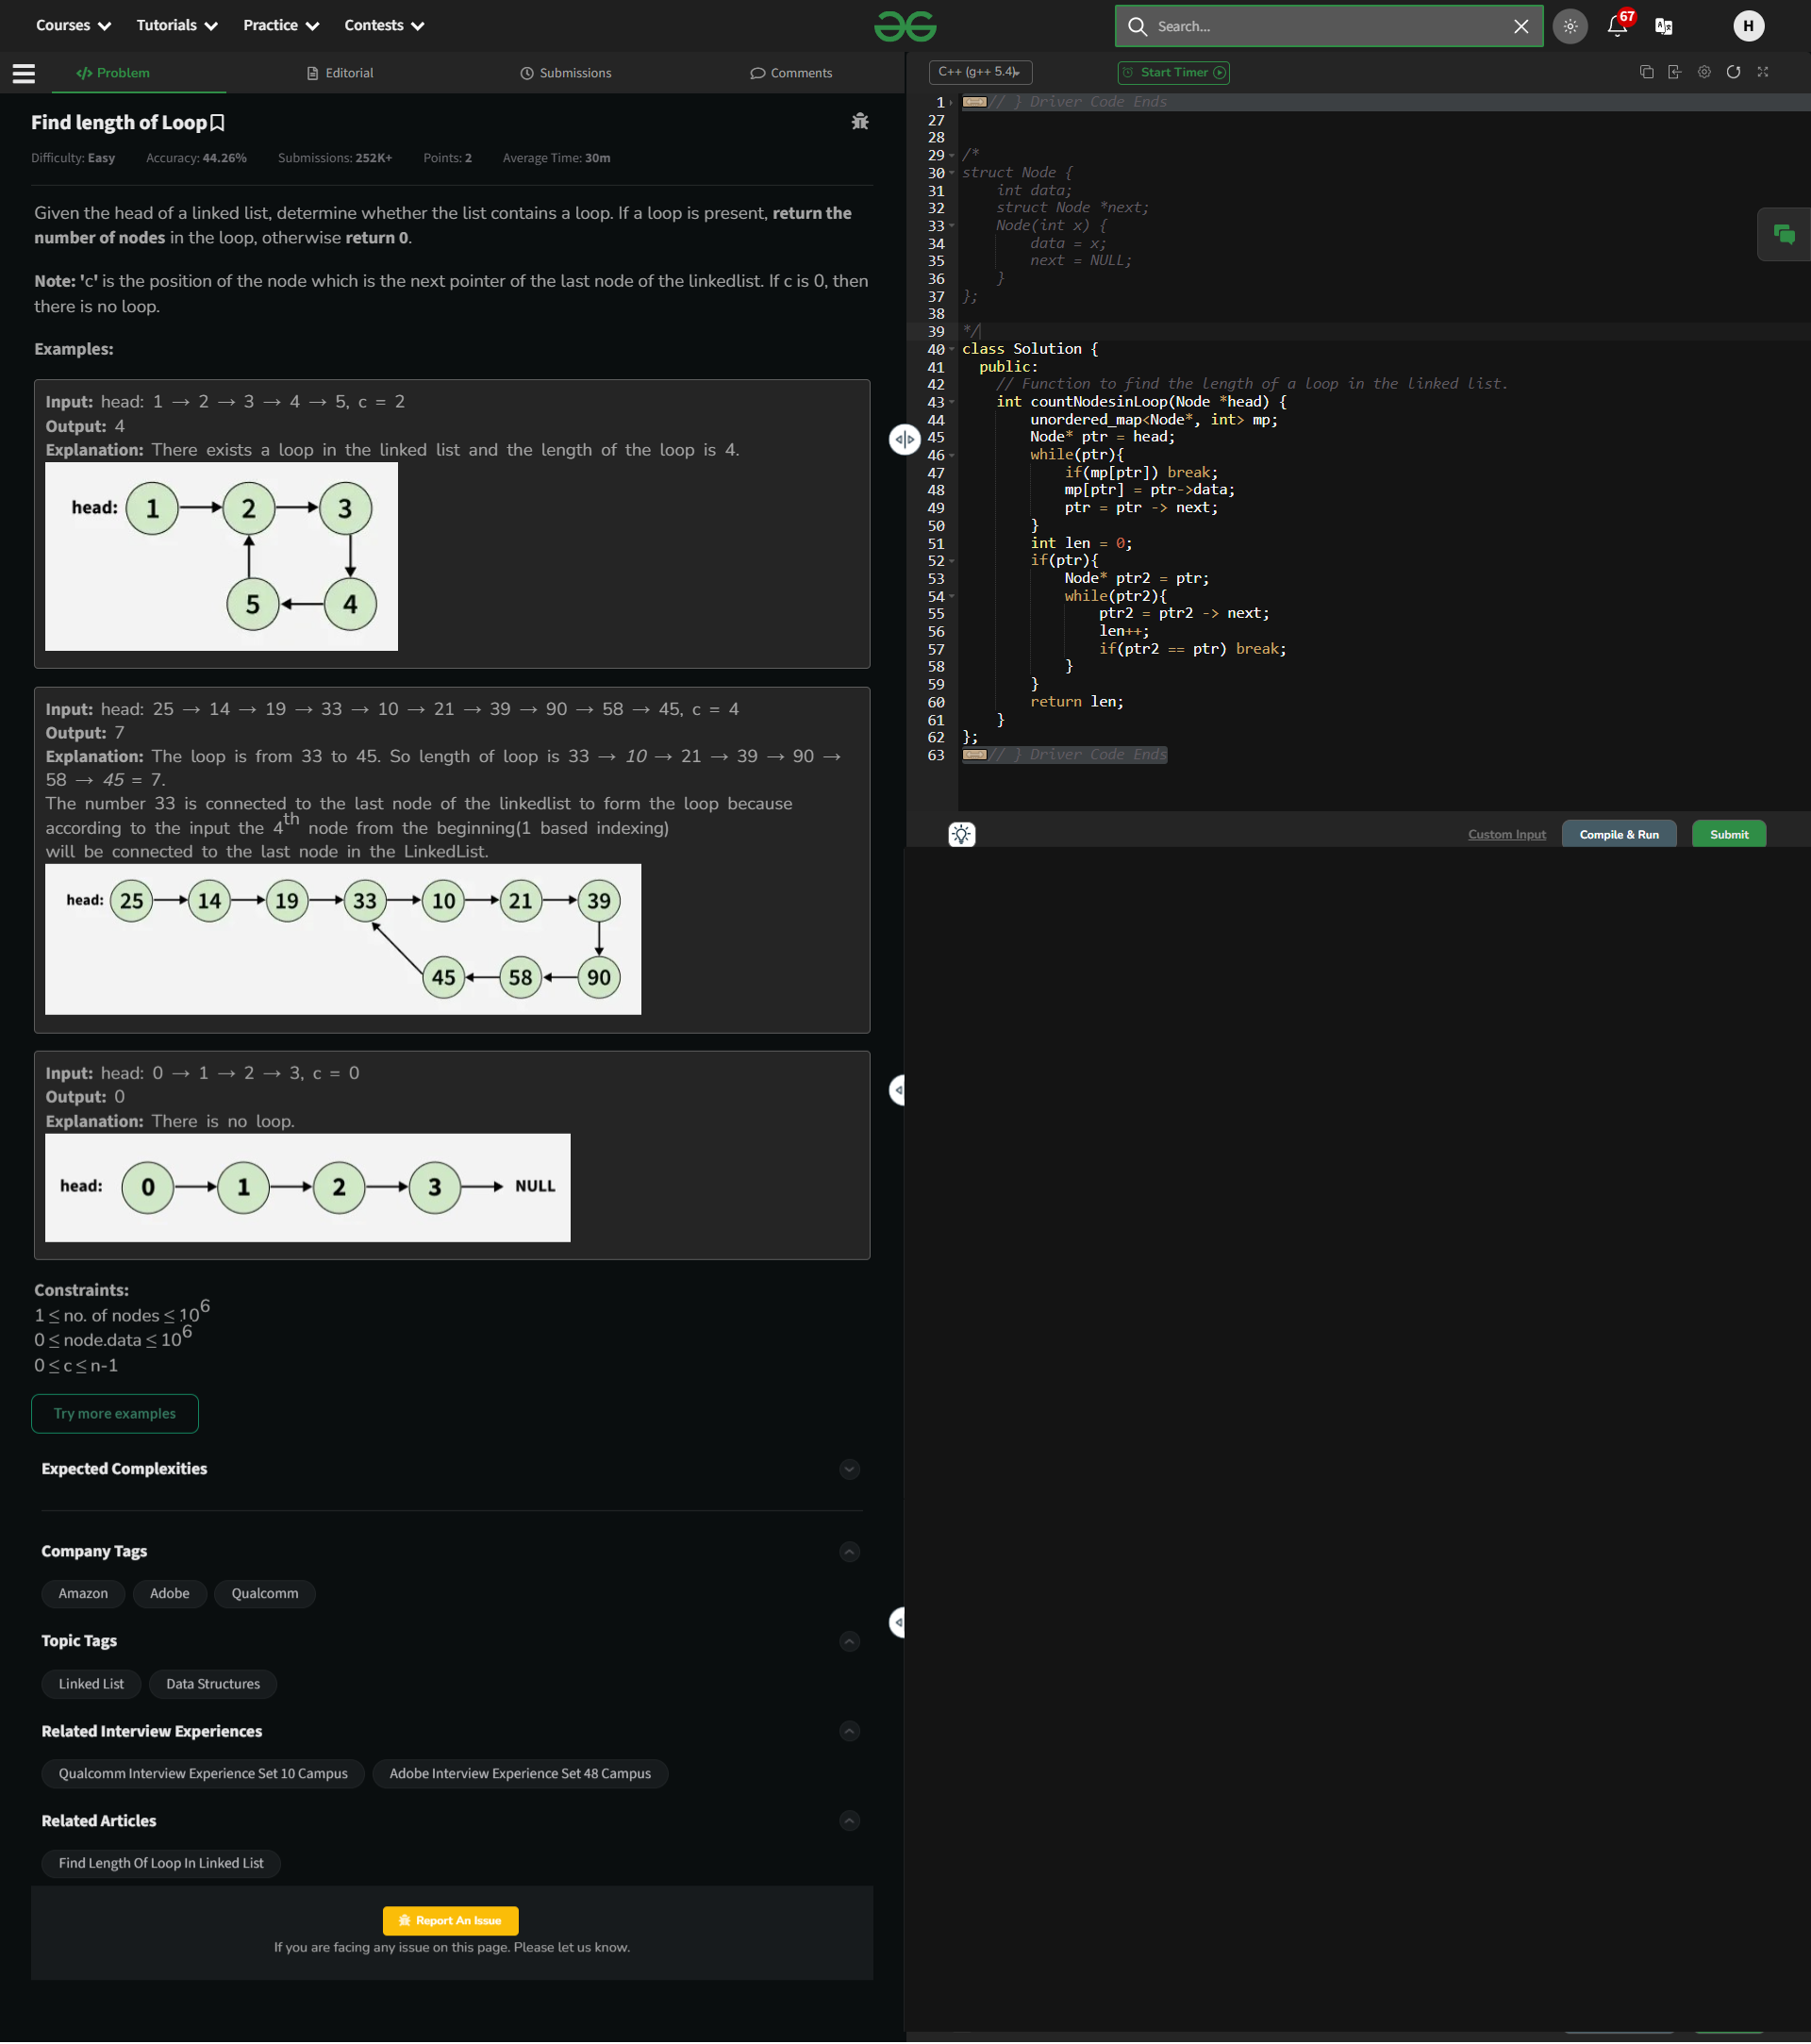 Courses Tutorials Practice Contests Search... 67 H
Problem Editorial Submissions Comments
Find length of Loop
Difficulty: Easy Accuracy: 44.26% Submissions: 252K+ Points: 2 Average Time: 30m
Given the head of a linked list, determine whether the list contains a loop. If a loop is present, return the
number of nodes in the loop, otherwise return 0.
Note: 'c' is the position of the node which is the next pointer of the last node of the linkedlist. If c is 0, then
there is no loop.
Examples:
Input: head: 1 → 2 → 3 → 4 → 5, c = 2
Output: 4
Explanation: There exists a loop in the linked list and the length of the loop is 4.
head: 1 2 3
5 4
Input: head: 25 → 14 → 19 → 33 → 10 → 21 → 39 → 90 → 58 → 45, c = 4
Output: 7
Explanation: The loop is from 33 to 45. So length of loop is 33 → 10 → 21 → 39 → 90 →
58 → 45 = 7.
The number 33 is connected to the last node of the linkedlist to form the loop because
according to the input the 4th node from the beginning(1 based indexing)
will be connected to the last node in the LinkedList.
head: 25 14 19 33 10 21 39
45 58 90
Input: head: 0 → 1 → 2 → 3, c = 0
Output: 0
Explanation: There is no loop.
head: 0 1 2 3 NULL
Constraints:
1 ≤ no. of nodes ≤ 10^6
0 ≤ node.data ≤ 10^6
0 ≤ c ≤ n-1
Try more examples
Expected Complexities
Company Tags
Amazon Adobe Qualcomm
Topic Tags
Linked List Data Structures
Related Interview Experiences
Qualcomm Interview Experience Set 10 Campus Adobe Interview Experience Set 48 Campus
Related Articles
Find Length Of Loop In Linked List
Report An Issue
If you are facing any issue on this page. Please let us know.
C++ (g++ 5.4) Start Timer
1 // } Driver Code Ends
27
28
29 /*
30 struct Node {
31 int data;
32 struct Node *next;
33 Node(int x) {
34 data = x;
35 next = NULL;
36 }
37 };
38
39 */
40 class Solution {
41 public:
42 // Function to find the length of a loop in the linked list.
43 int countNodesinLoop(Node *head) {
44 unordered_map<Node*, int> mp;
45 Node* ptr = head;
46 while(ptr){
47 if(mp[ptr]) break;
48 mp[ptr] = ptr->data;
49 ptr = ptr -> next;
50 }
51 int len = 0;
52 if(ptr){
53 Node* ptr2 = ptr;
54 while(ptr2){
55 ptr2 = ptr2 -> next;
56 len++;
57 if(ptr2 == ptr) break;
58 }
59 }
60 return len;
61 }
62 };
63 // } Driver Code Ends
Custom Input Compile & Run Submit